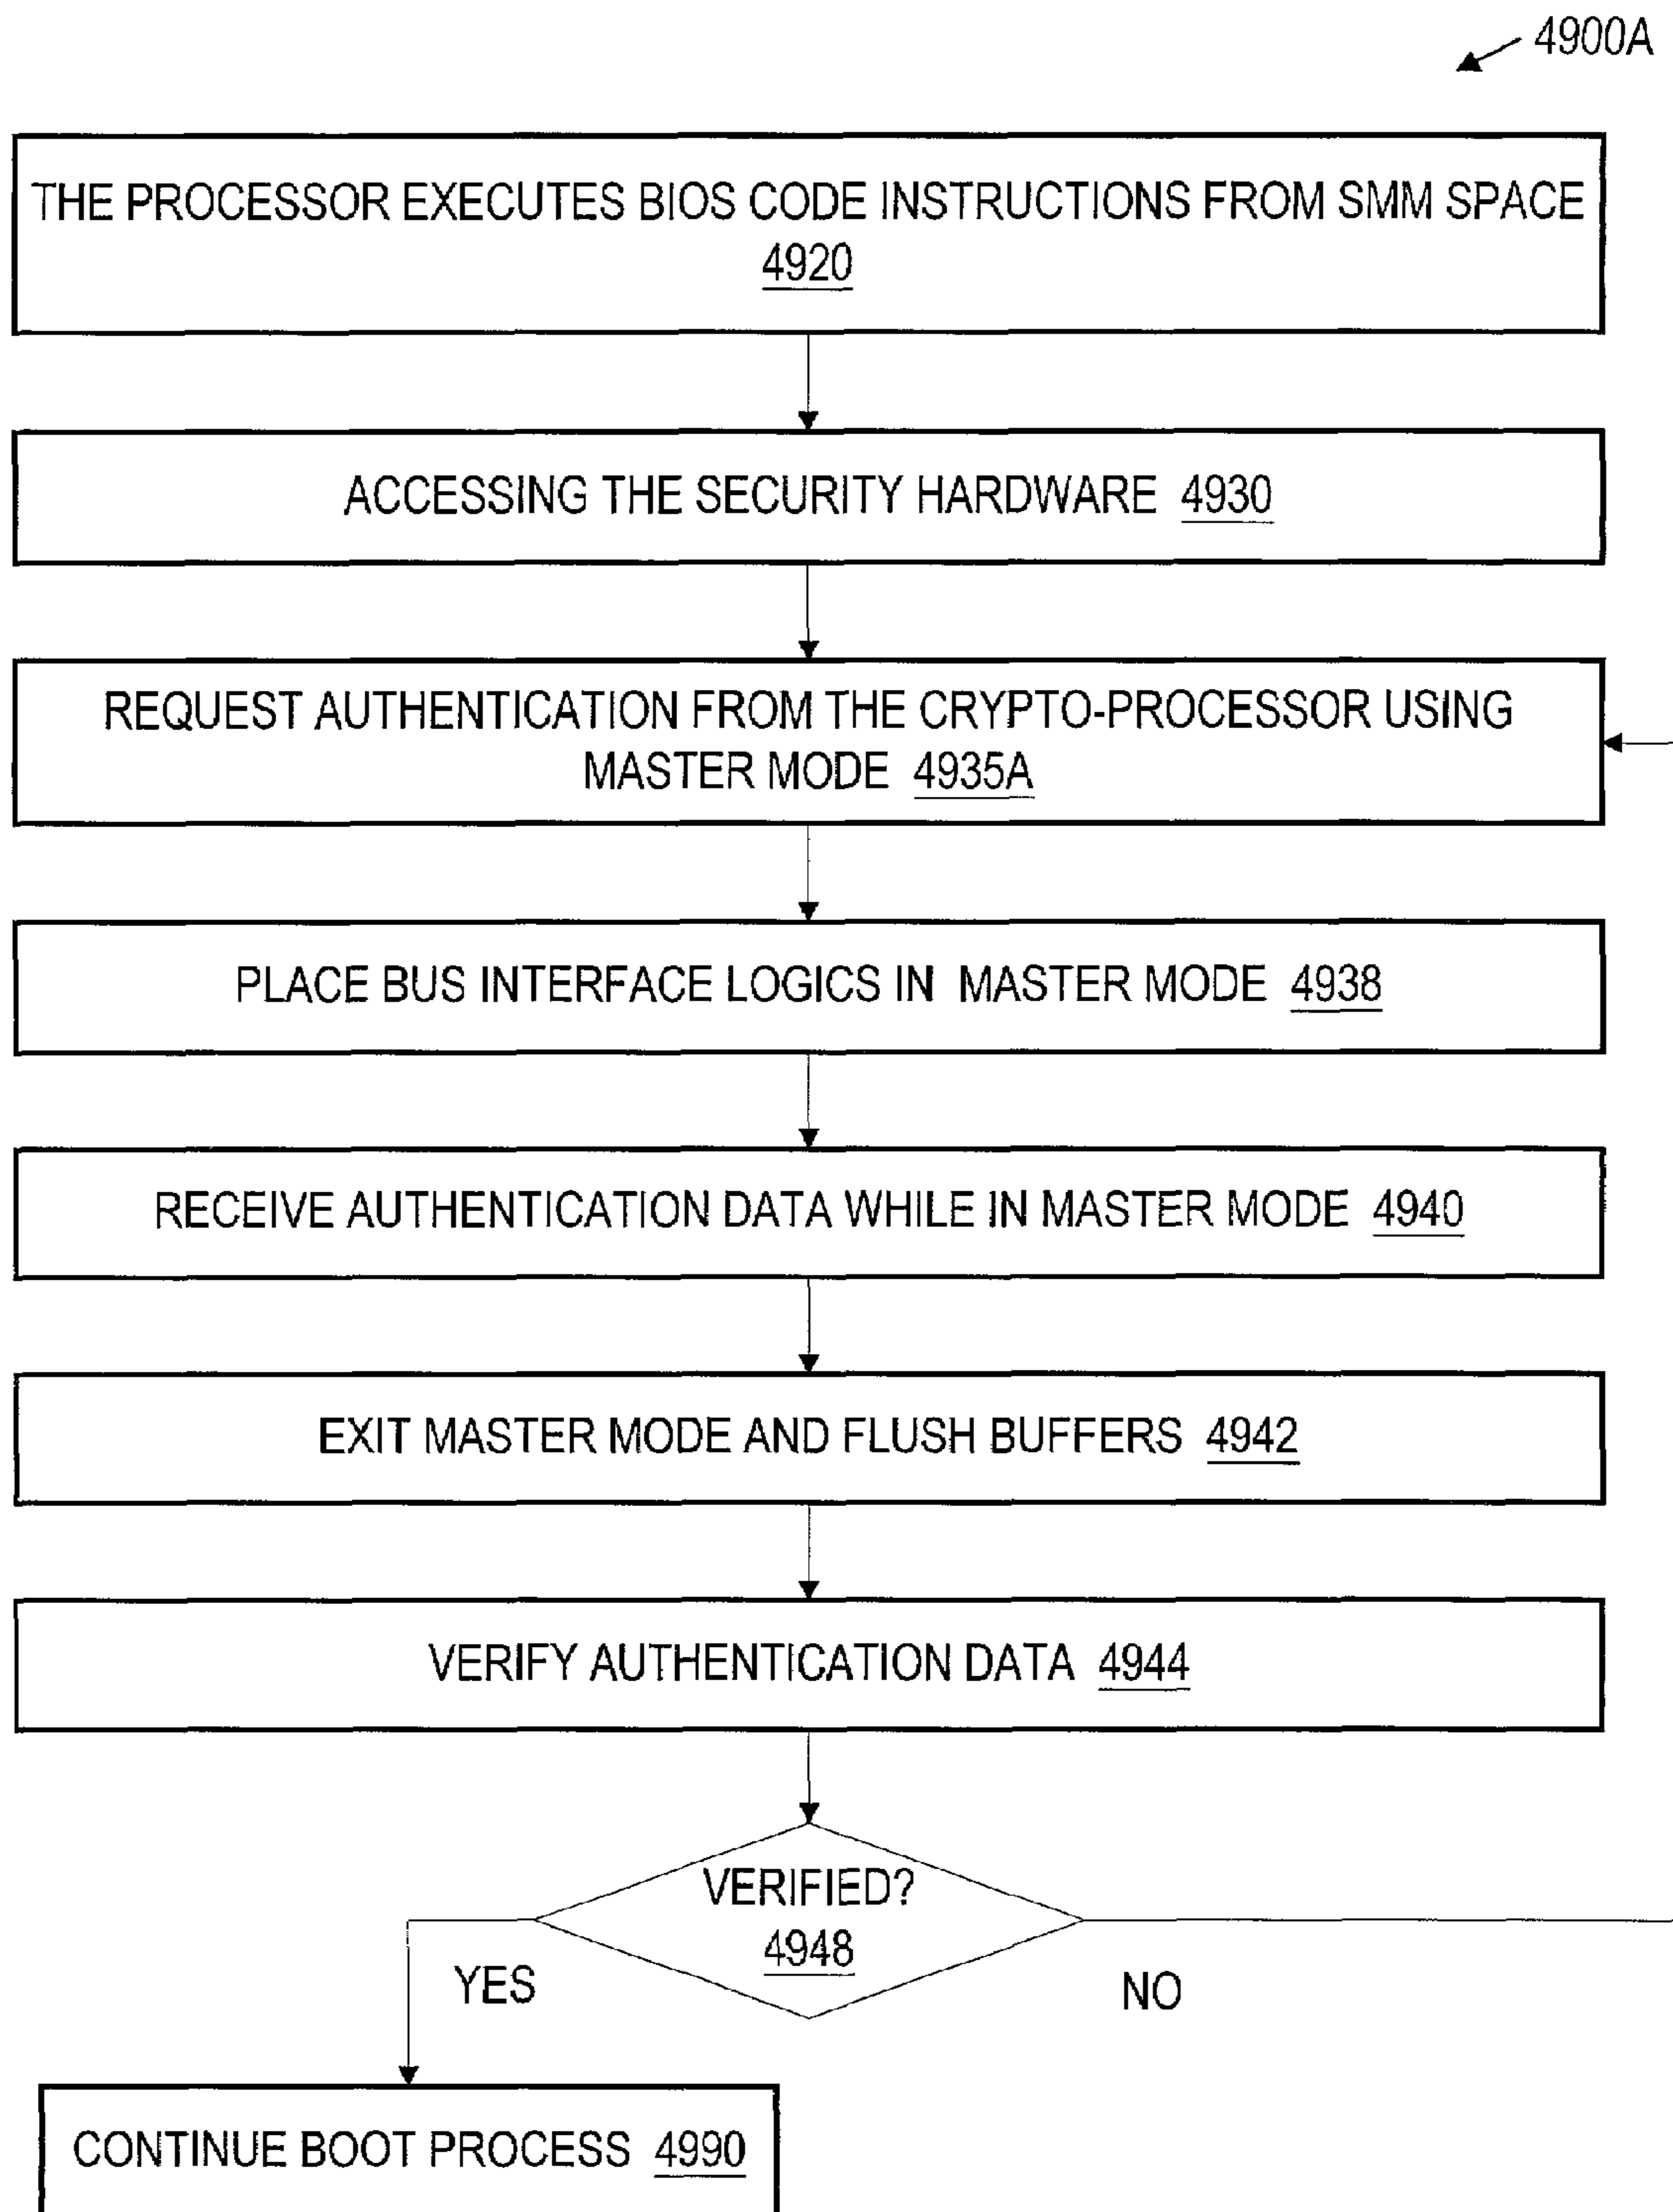 4900A
THE PROCESSOR EXECUTES BIOS CODE INSTRUCTIONS FROM SMM SPACE
4920
ACCESSING THE SECURITY HARDWARE 4930
REQUEST AUTHENTICATION FROM THE CRYPTO-PROCESSOR USING
MASTER MODE 4935A
PLACE BUS INTERFACE LOGICS IN MASTER MODE 4938
RECEIVE AUTHENTICATION DATA WHILE IN MASTER MODE 4940
EXIT MASTER MODE AND FLUSH BUFFERS 4942
VERIFY AUTHENTICATION DATA 4944
VERIFIED?
4948
YES
NO
CONTINUE BOOT PROCESS 4990